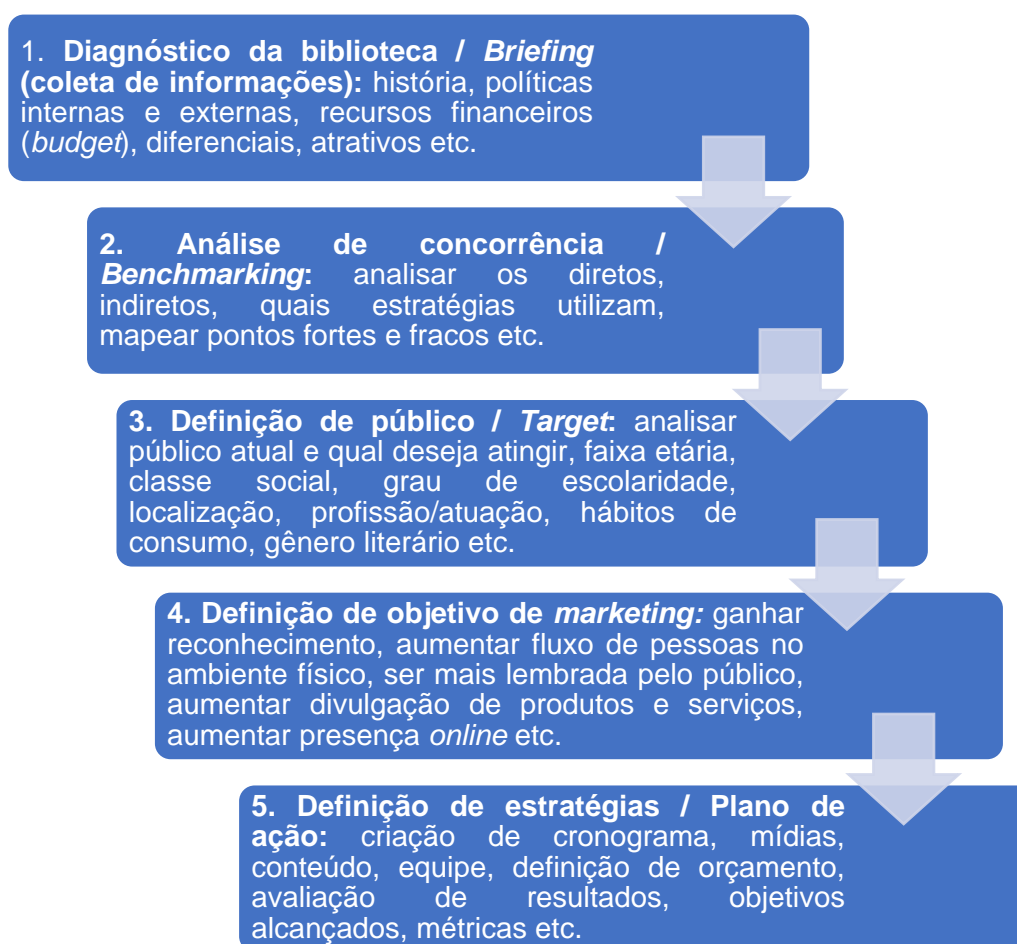 1. Diagnóstico da biblioteca / Briefing
(coleta de informações): história, políticas
internas e externas, recursos financeiros
(budget), diferenciais, atrativos etc.
2. Análise de concorrência /
Benchmarking: analisar os diretos,
indiretos, quais estratégias utilizam,
mapear pontos fortes e fracos etc.
3. Definição de público / Target: analisar
público atual e qual deseja atingir, faixa etária,
classe social, grau de escolaridade,
localização, profissão/atuação, hábitos de
consumo, gênero literário etc.
4. Definição de objetivo de marketing: ganhar
reconhecimento, aumentar fluxo de pessoas no
ambiente físico, ser mais lembrada pelo público,
aumentar divulgação de produtos e serviços,
aumentar presença online etc.
5. Definição de estratégias / Plano de
ação: criação de cronograma, mídias,
conteúdo, equipe, definição de orçamento,
avaliação de resultados, objetivos
alcançados, métricas etc.